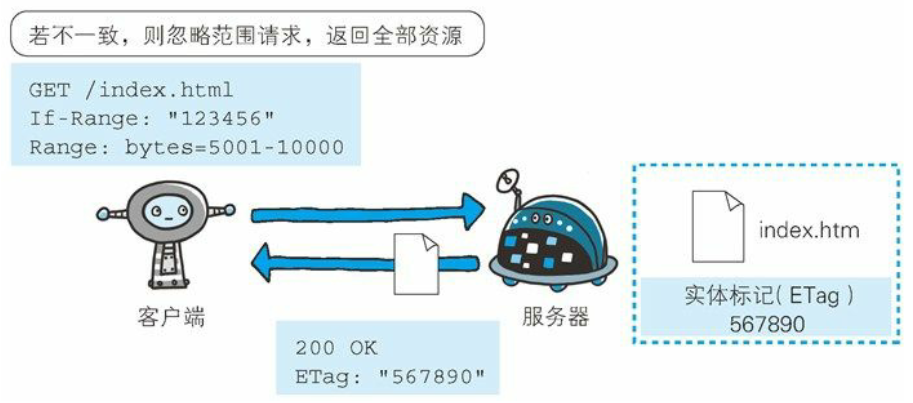 若不一致，则忽略范围请求，返回全部资源
GET /index.html
If-Range: "123456"
Range: bytes=5001-10000
客户端
服务器
index.htm
实体标记( ETag )
567890
200 OK
ETag: "567890"